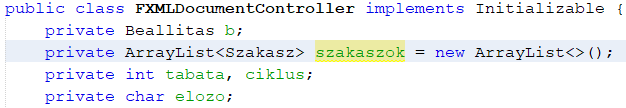 public class FXMLDocumentController implements Initializable {
    private Beallitas b;
    private ArrayList<Szakasz> szakaszok = new ArrayList<>();
    private int tabata, ciklus;
    private char elozo;